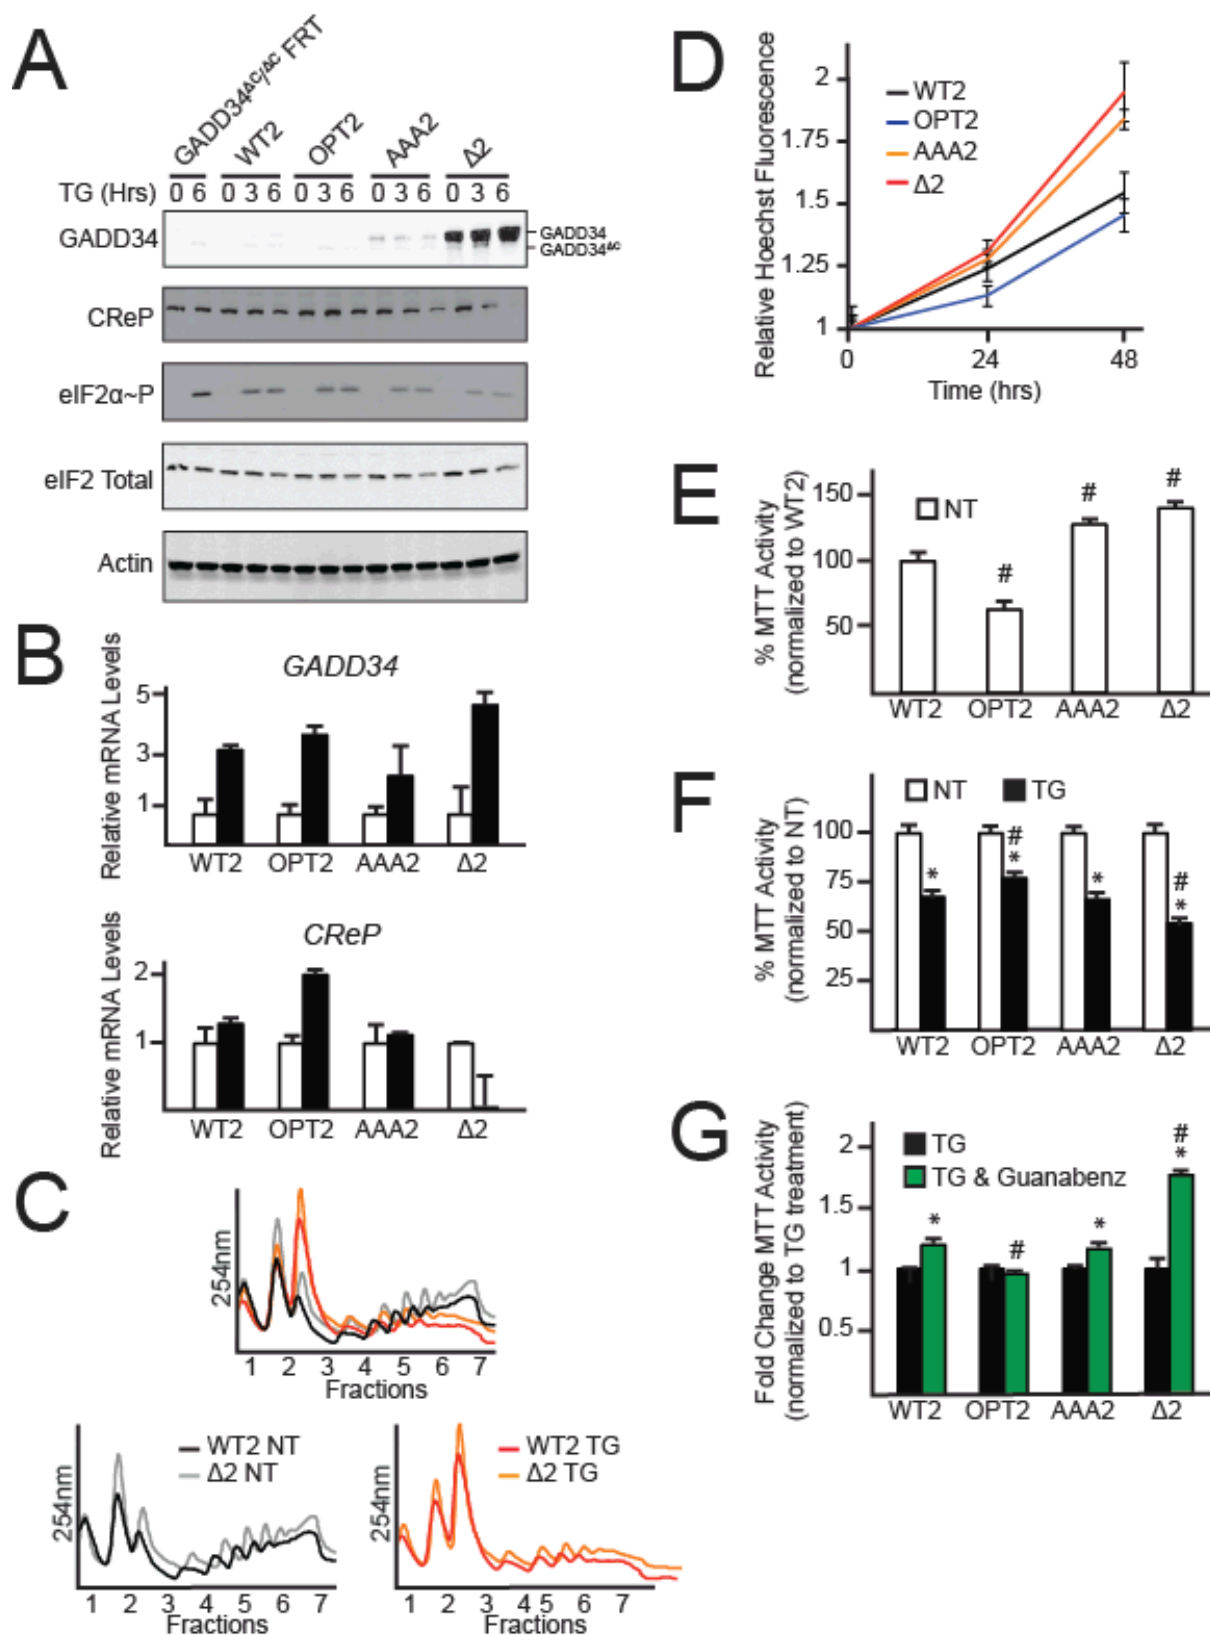 A
GADD34ΔC/ΔC FRT
WT2
OPT2
AAA2
Δ2
TG (Hrs) 0 6 0 3 6 0 3 6 0 3 6 0 3 6
GADD34
GADD34
GADD34ΔC
CReP
eIF2α~P
eIF2 Total
Actin
B
GADD34
Relative mRNA Levels
5
3
1
WT2 OPT2 AAA2 Δ2
CReP
Relative mRNA Levels
2
1
WT2 OPT2 AAA2 Δ2
C
254nm
1 2 3 4 5 6 7
Fractions
WT2 NT
Δ2 NT
254nm
1 2 3 4 5 6 7
Fractions
WT2 TG
Δ2 TG
254nm
1 2 3 4 5 6 7
Fractions
D
Relative Hoechst Fluorescence
2
1.75
1.5
1.25
1
WT2
OPT2
AAA2
Δ2
0 24 48
Time (hrs)
E
% MTT Activity
(normalized to WT2)
150
100
50
NT
# # #
WT2 OPT2 AAA2 Δ2
F
% MTT Activity
(normalized to NT)
100
75
50
25
NT TG
* # * * # *
WT2 OPT2 AAA2 Δ2
G
Fold Change MTT Activity
(normalized to TG treatment)
2
1.5
1
0.5
TG
TG & Guanabenz
* # * # *
WT2 OPT2 AAA2 Δ2